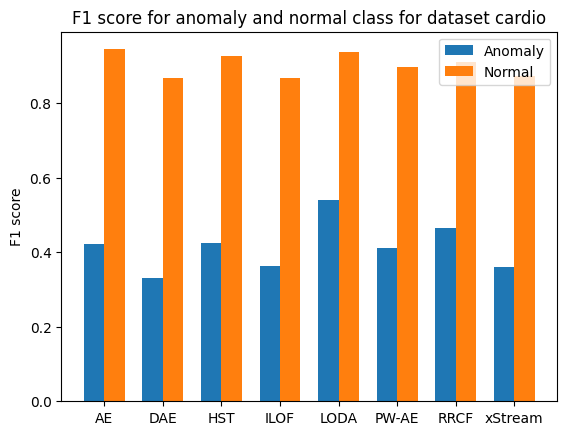 F1 score for anomaly and normal class for dataset cardio
Anomaly
Normal
F1 score
0.8
0.6
0.4
0.2
0.0
AE DAE HST ILOF LODA PW-AE RRCF xStream